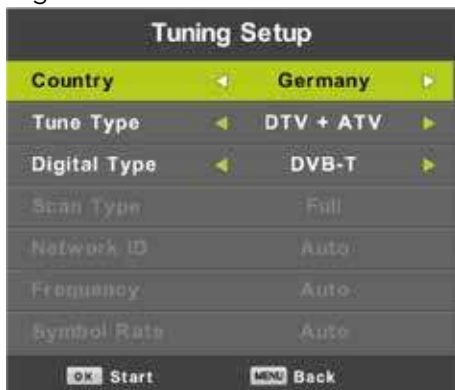 Tuning Setup
Country Germany
Tune Type DTV + ATV
Digital Type DVB-T
Scan Type Full
Network ID Auto
Frequency Auto
Symbol Rate Auto
OK Start MENU Back